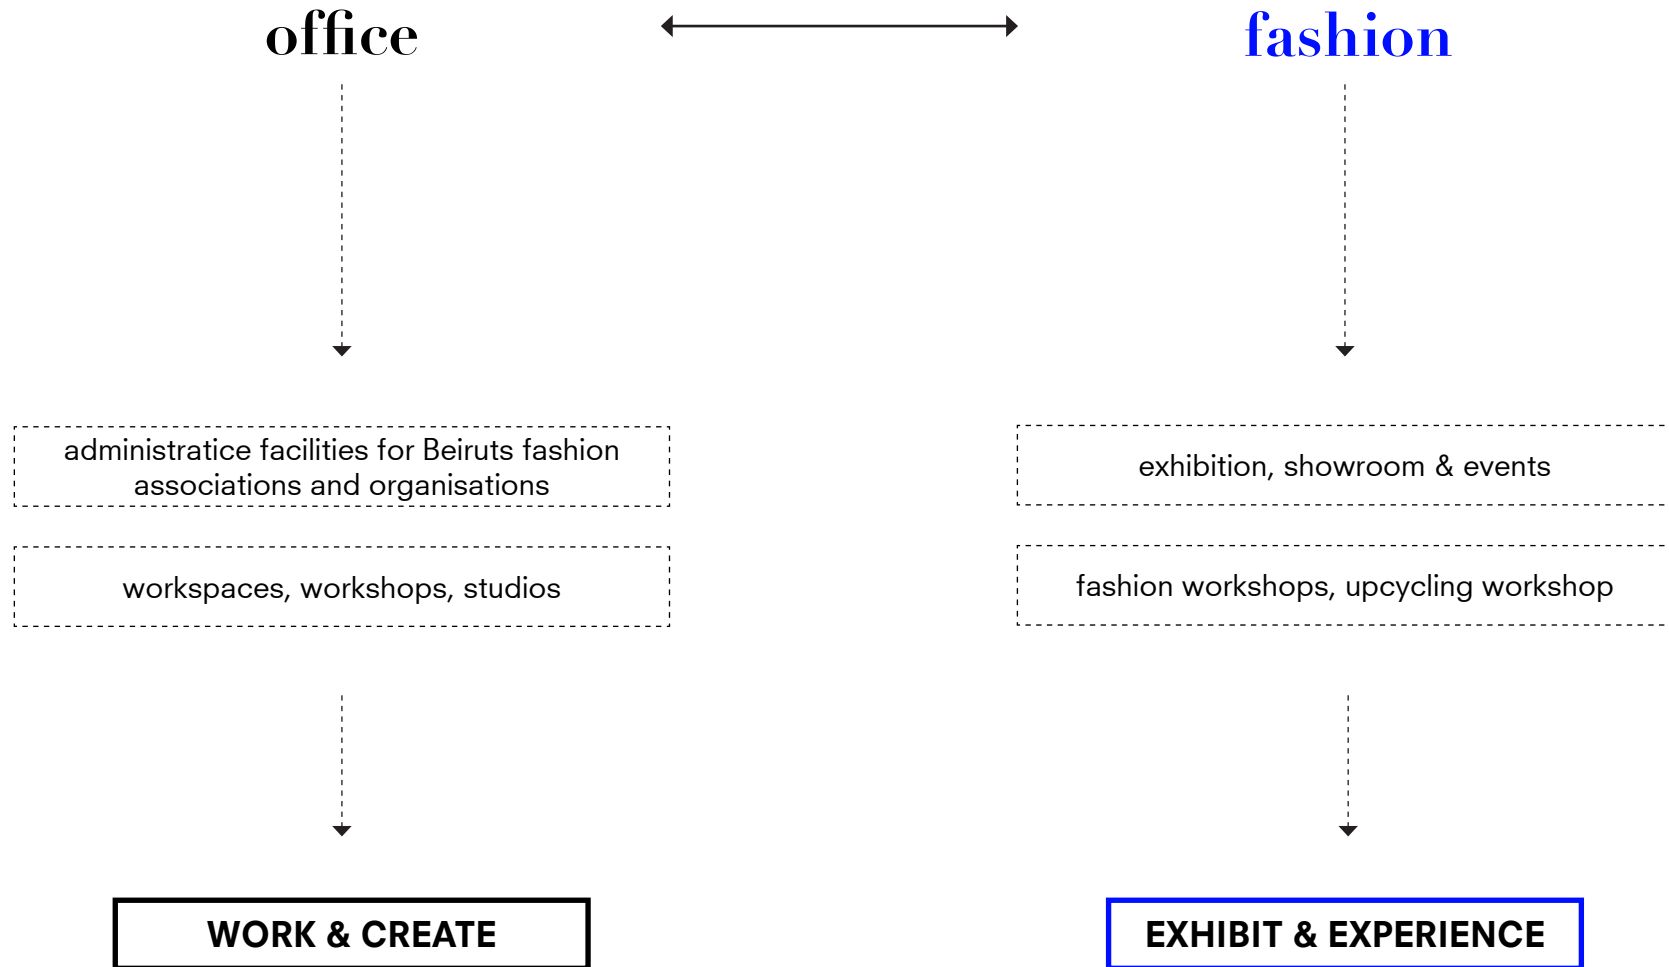 office
fashion
administratice facilities for Beiruts fashion
associations and organisations
exhibition, showroom & events
workspaces, workshops, studios
fashion workshops, upcycling workshop
WORK & CREATE
EXHIBIT & EXPERIENCE